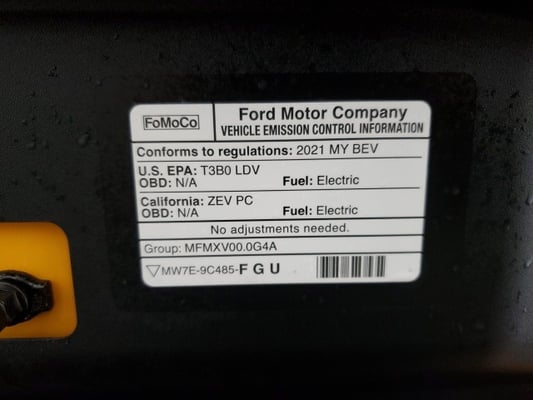 FoMoCo
Ford Motor Company
VEHICLE EMISSION CONTROL INFORMATION
Conforms to regulations: 2021 MY BEV
U.S. EPA: T3B0 LDV
OBD: N/A Fuel: Electric
California: ZEV PC
OBD: N/A Fuel: Electric
No adjustments needed.
Group: MFMXV00.0G4A
▽MW7E-9C485-F G U